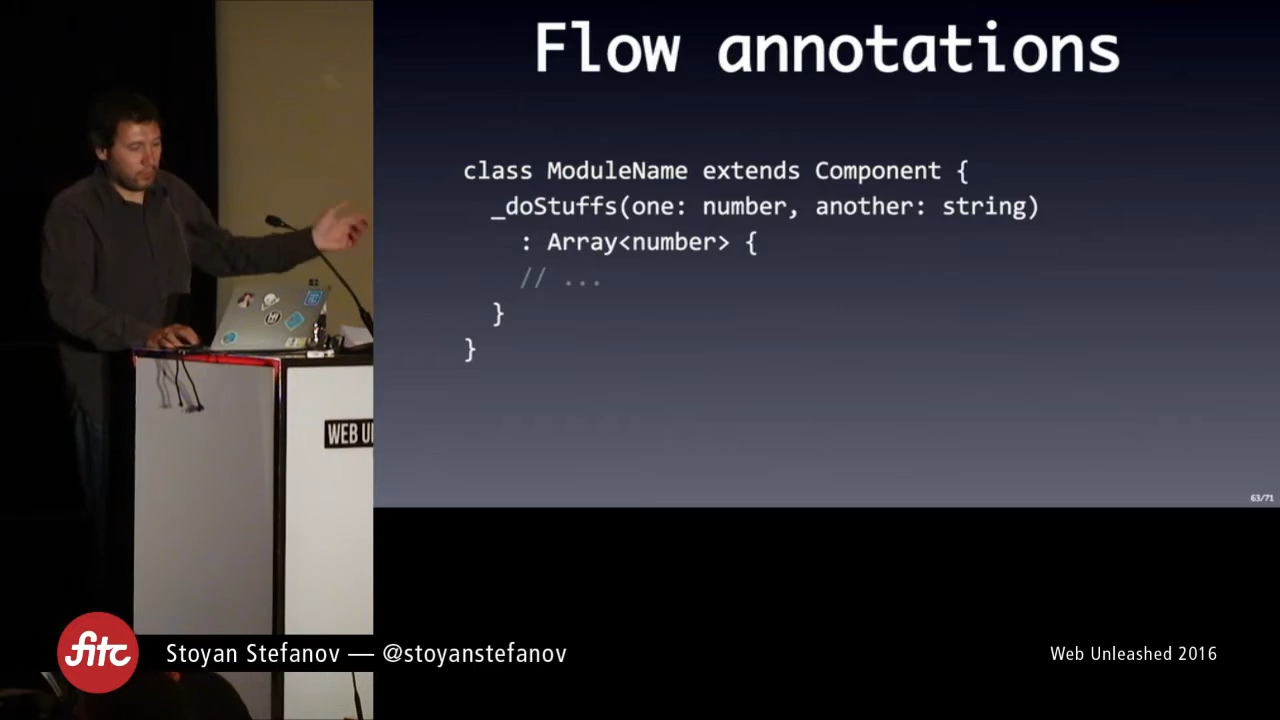 Flow annotations
class ModuleName extends Component {
_doStuffs(one: number, another: string)
: Array<number> {
// ...
}
}
63/71
WEB U
fitc
Stoyan Stefanov — @stoyanstefanov
Web Unleashed 2016